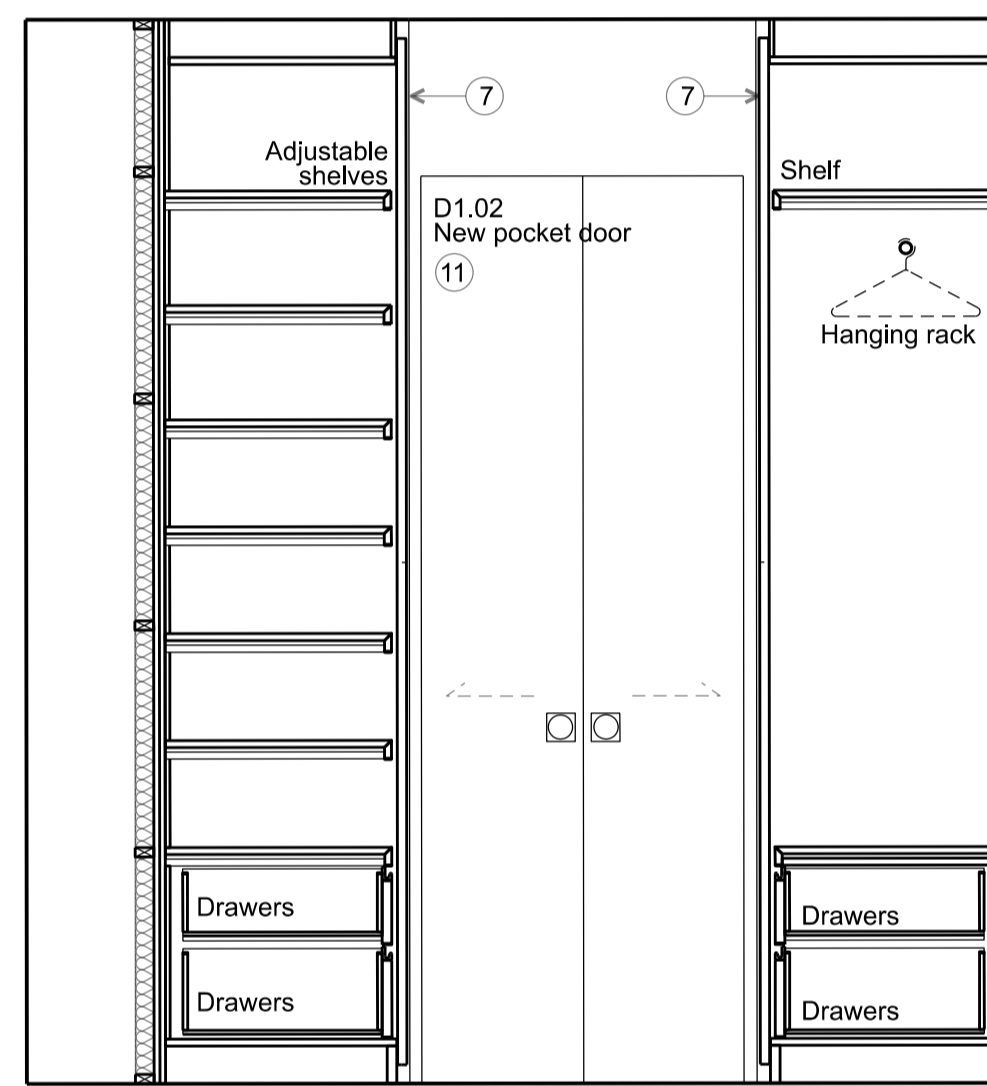 7
7
Adjustable
shelves
Shelf
D1.02
New pocket door
11
Hanging rack
Drawers
Drawers
Drawers
Drawers